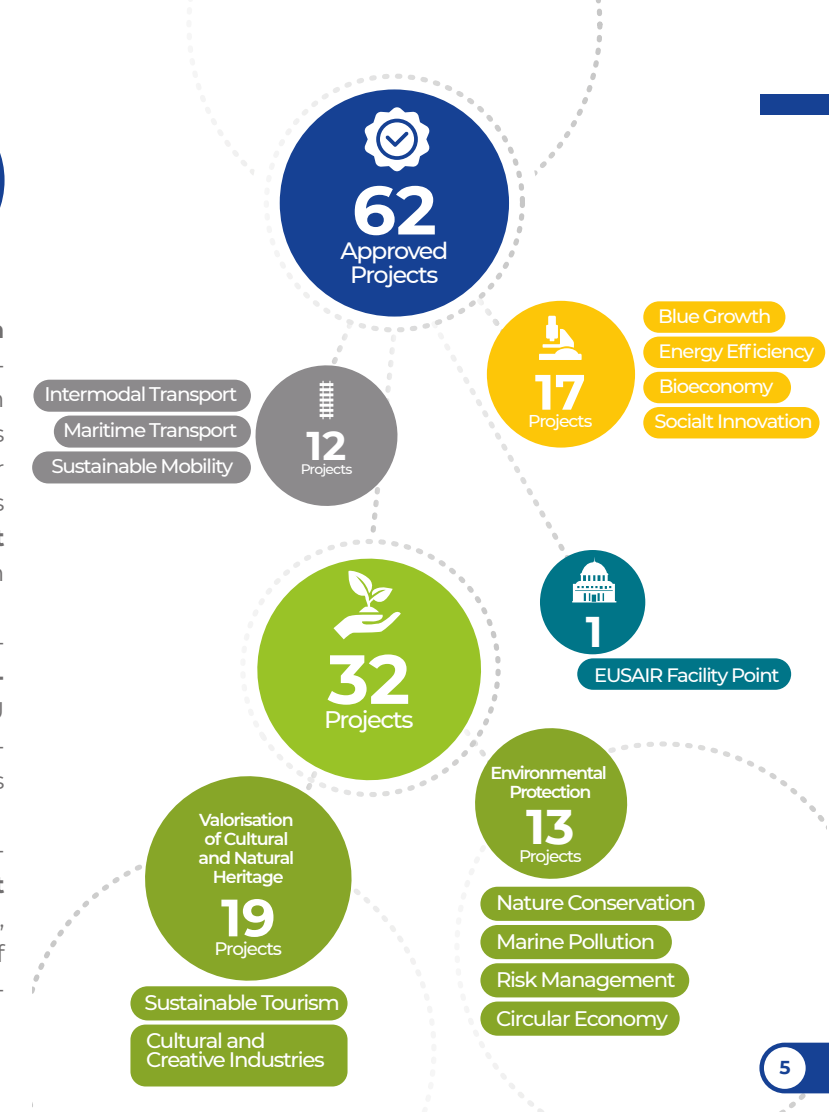 62
Approved
Projects
17
Projects
Blue Growth
Energy Efficiency
Bioeconomy
Socialt Innovation
Intermodal Transport
Maritime Transport
Sustainable Mobility
12
Projects
32
Projects
1
EUSAIR Facility Point
Valorisation
of Cultural
and Natural
Heritage
19
Projects
Sustainable Tourism
Cultural and
Creative Industries
Environmental
Protection
13
Projects
Nature Conservation
Marine Pollution
Risk Management
Circular Economy
5